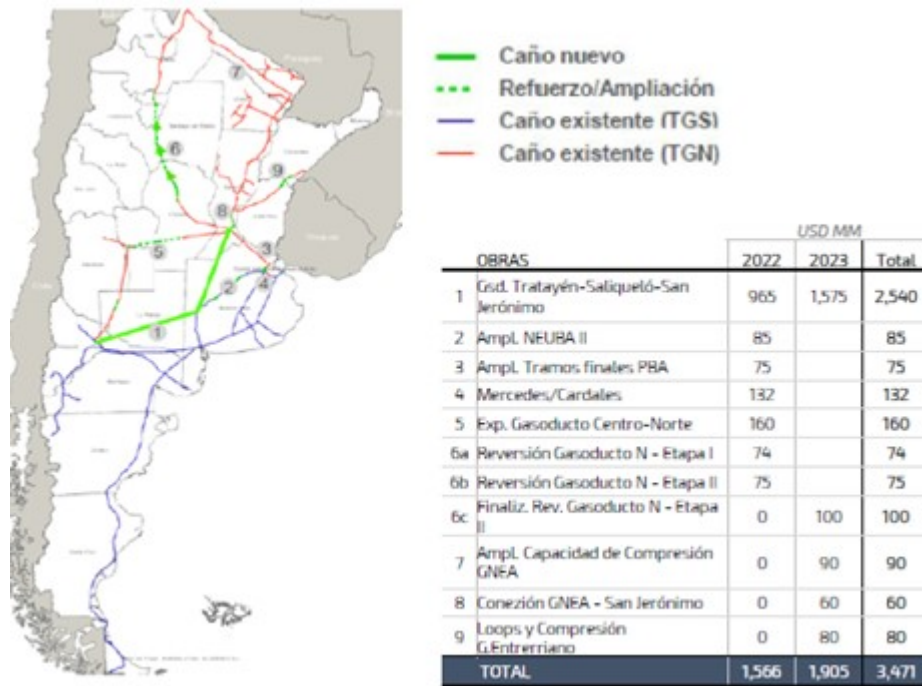 Caño nuevo
Refuerzo/Ampliación
Caño existente (TGS)
Caño existente (TGN)
7
6
9
8
5
3
2
4
1
USD MM
OBRAS 2022 2023 Total
1 Gsd. Tratayén-Saliqueló-San Jerónimo 965 1,575 2,540
2 Ampl. NEUBA II 85 85
3 Ampl. Tramos finales PBA 75 75
4 Mercedes/Cardales 132 132
5 Exp. Gasoducto Centro-Norte 160 160
6a Reversión Gasoducto N - Etapa I 74 74
6b Reversión Gasoducto N - Etapa II 75 75
6c Finaliz. Rev. Gasoducto N - Etapa II 0 100 100
7 Ampl. Capacidad de Compresión GNEA 0 90 90
8 Conezión GNEA - San Jerónimo 0 60 60
9 Loops y Compresión G.Entrerriano 0 80 80
TOTAL 1,566 1,905 3,471